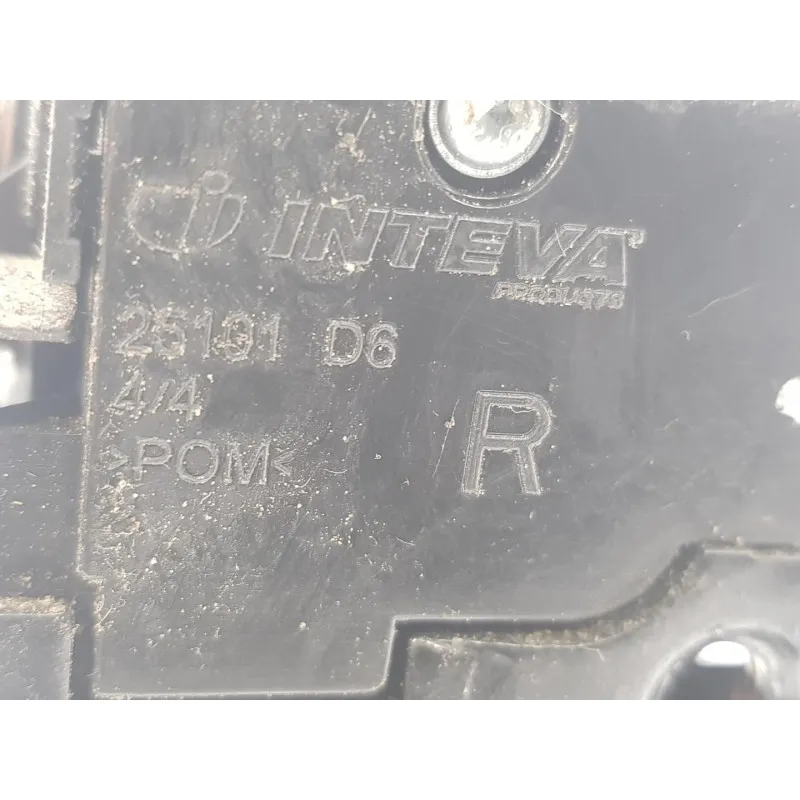 INTEVA
PRODUCTS
25191 D6
4/4
>POM<
R